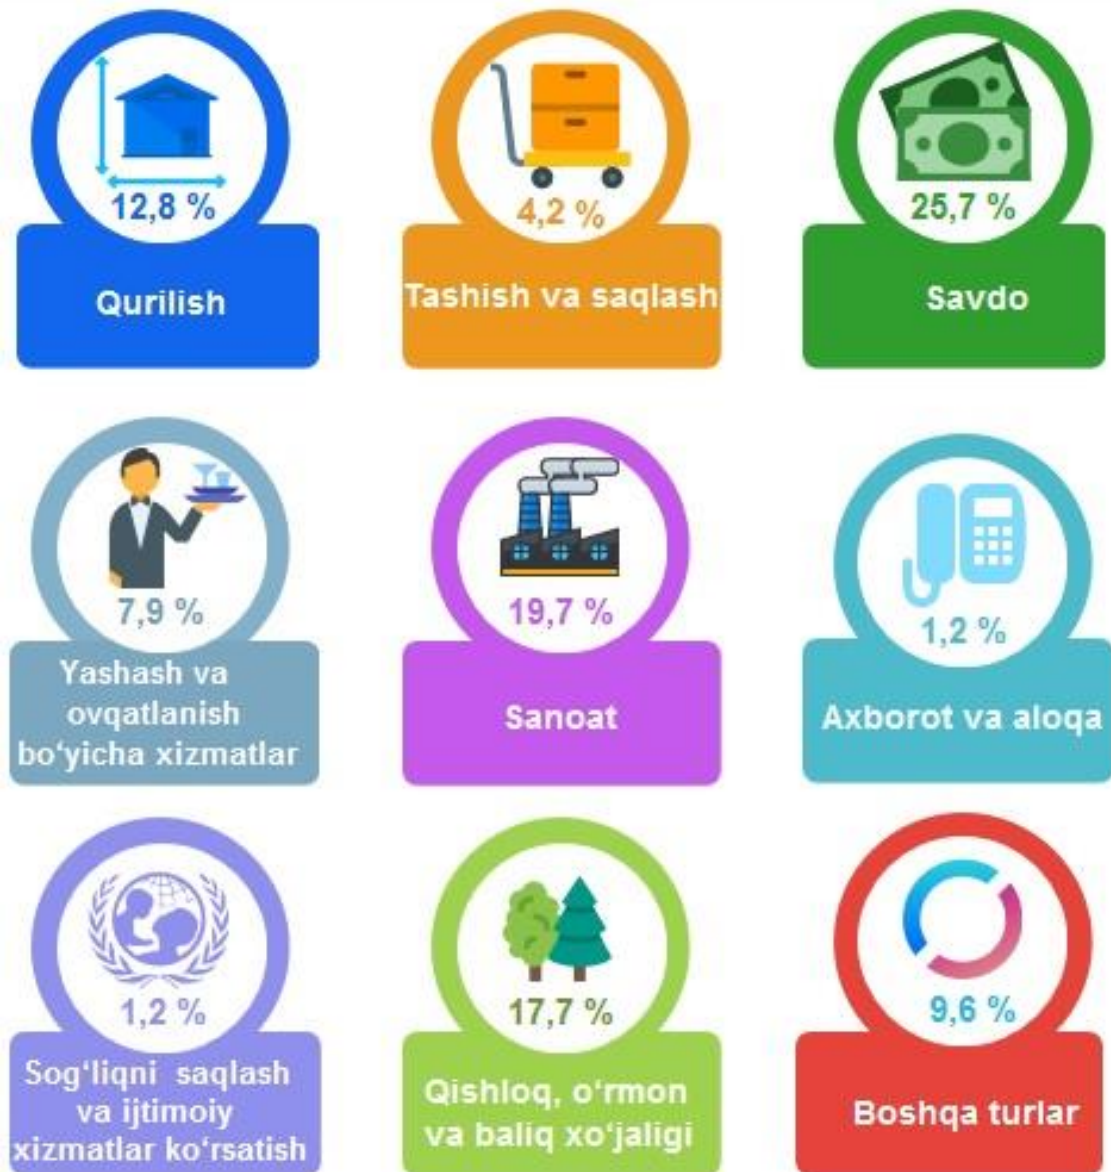 12,8 %
Qurilish
4,2 %
Tashish va saqlash
25,7 %
Savdo
7,9 %
Yashash va
ovqatlanish
bo‘yicha xizmatlar
19,7 %
Sanoat
1,2 %
Axborot va aloqa
1,2 %
Sog‘liqni saqlash
va ijtimoiy
xizmatlar ko‘rsatish
17,7 %
Qishloq, o‘rmon
va baliq xo‘jaligi
9,6 %
Boshqa turlar